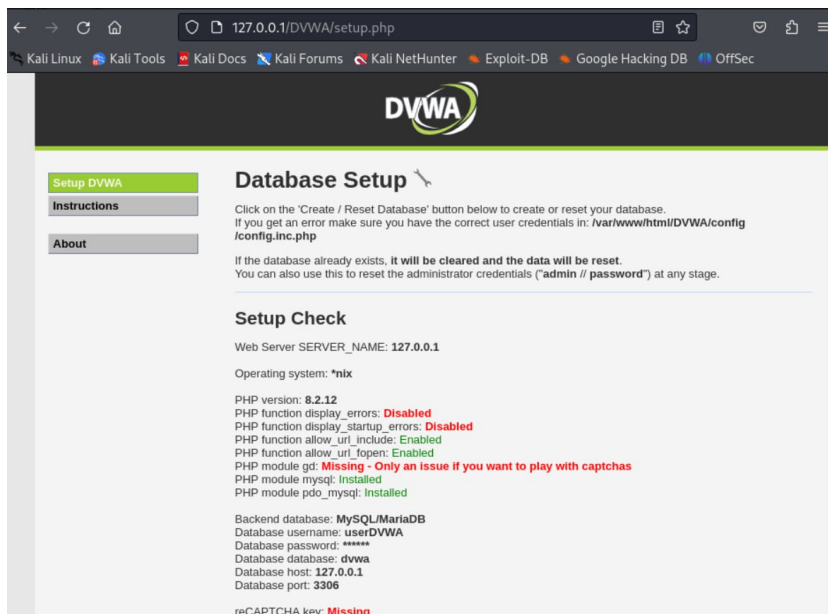 127.0.0.1/DVWA/setup.php
Kali Linux Kali Tools Kali Docs Kali Forums Kali NetHunter Exploit-DB Google Hacking DB OffSec
DVWA
Setup DVWA
Instructions
About
Database Setup
Click on the 'Create / Reset Database' button below to create or reset your database.
If you get an error make sure you have the correct user credentials in: /var/www/html/DVWA/config
/config.inc.php
If the database already exists, it will be cleared and the data will be reset.
You can also use this to reset the administrator credentials ("admin // password") at any stage.
Setup Check
Web Server SERVER_NAME: 127.0.0.1
Operating system: *nix
PHP version: 8.2.12
PHP function display_errors: Disabled
PHP function display_startup_errors: Disabled
PHP function allow_url_include: Enabled
PHP function allow_url_fopen: Enabled
PHP module gd: Missing - Only an issue if you want to play with captchas
PHP module mysql: Installed
PHP module pdo_mysql: Installed
Backend database: MySQL/MariaDB
Database username: userDVWA
Database password: ******
Database database: dvwa
Database host: 127.0.0.1
Database port: 3306
reCAPTCHA key: Missing